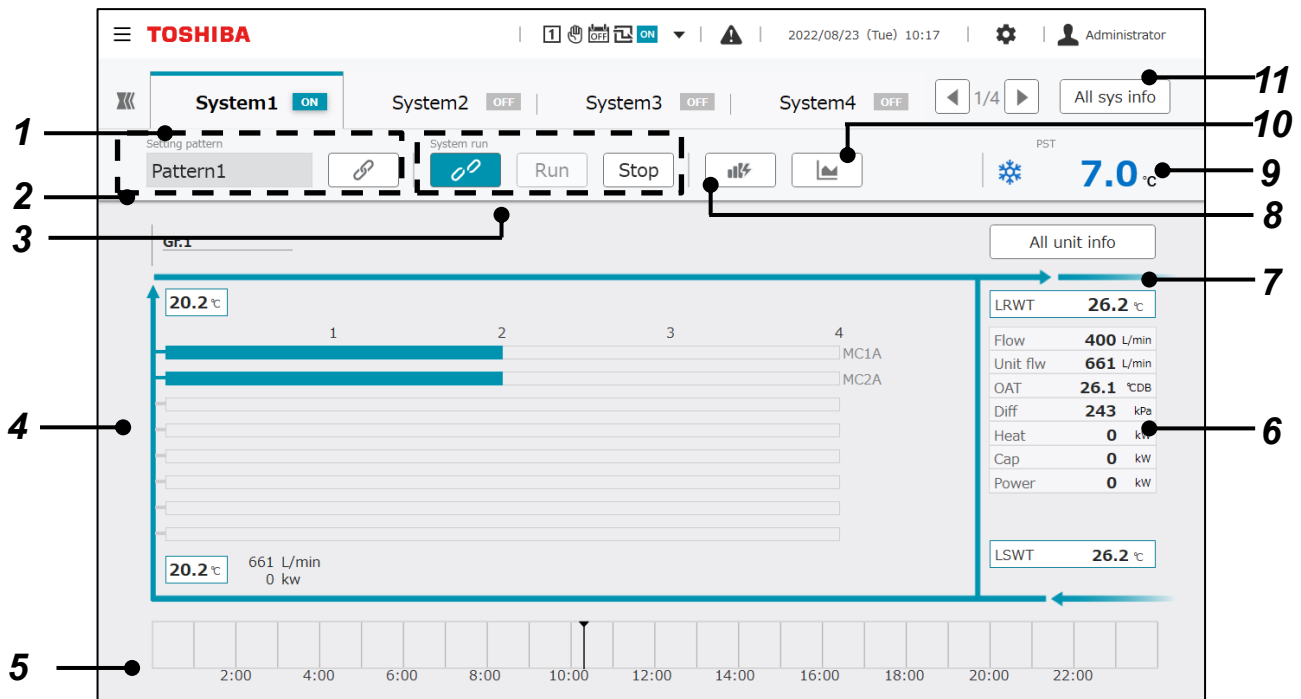 TOSHIBA 1 OFF ON 2022/08/23 (Tue) 10:17 Administrator
System1 ON System2 OFF System3 OFF System4 OFF 1/4 All sys info
11
10
1
Setting pattern System run PST
Pattern1 Run Stop 7.0 ℃
9
2
8
3
Gr.1 All unit info
7
20.2 ℃ LRWT 26.2 ℃
1 2 3 4
MC1A
MC2A
Flow 400 L/min
Unit flw 661 L/min
OAT 26.1 ℃DB
Diff 243 kPa
4
6
Heat 0 kW
Cap 0 kW
Power 0 kW
20.2 ℃ 661 L/min
0 kw
LSWT 26.2 ℃
5
2:00 4:00 6:00 8:00 10:00 12:00 14:00 16:00 18:00 20:00 22:00